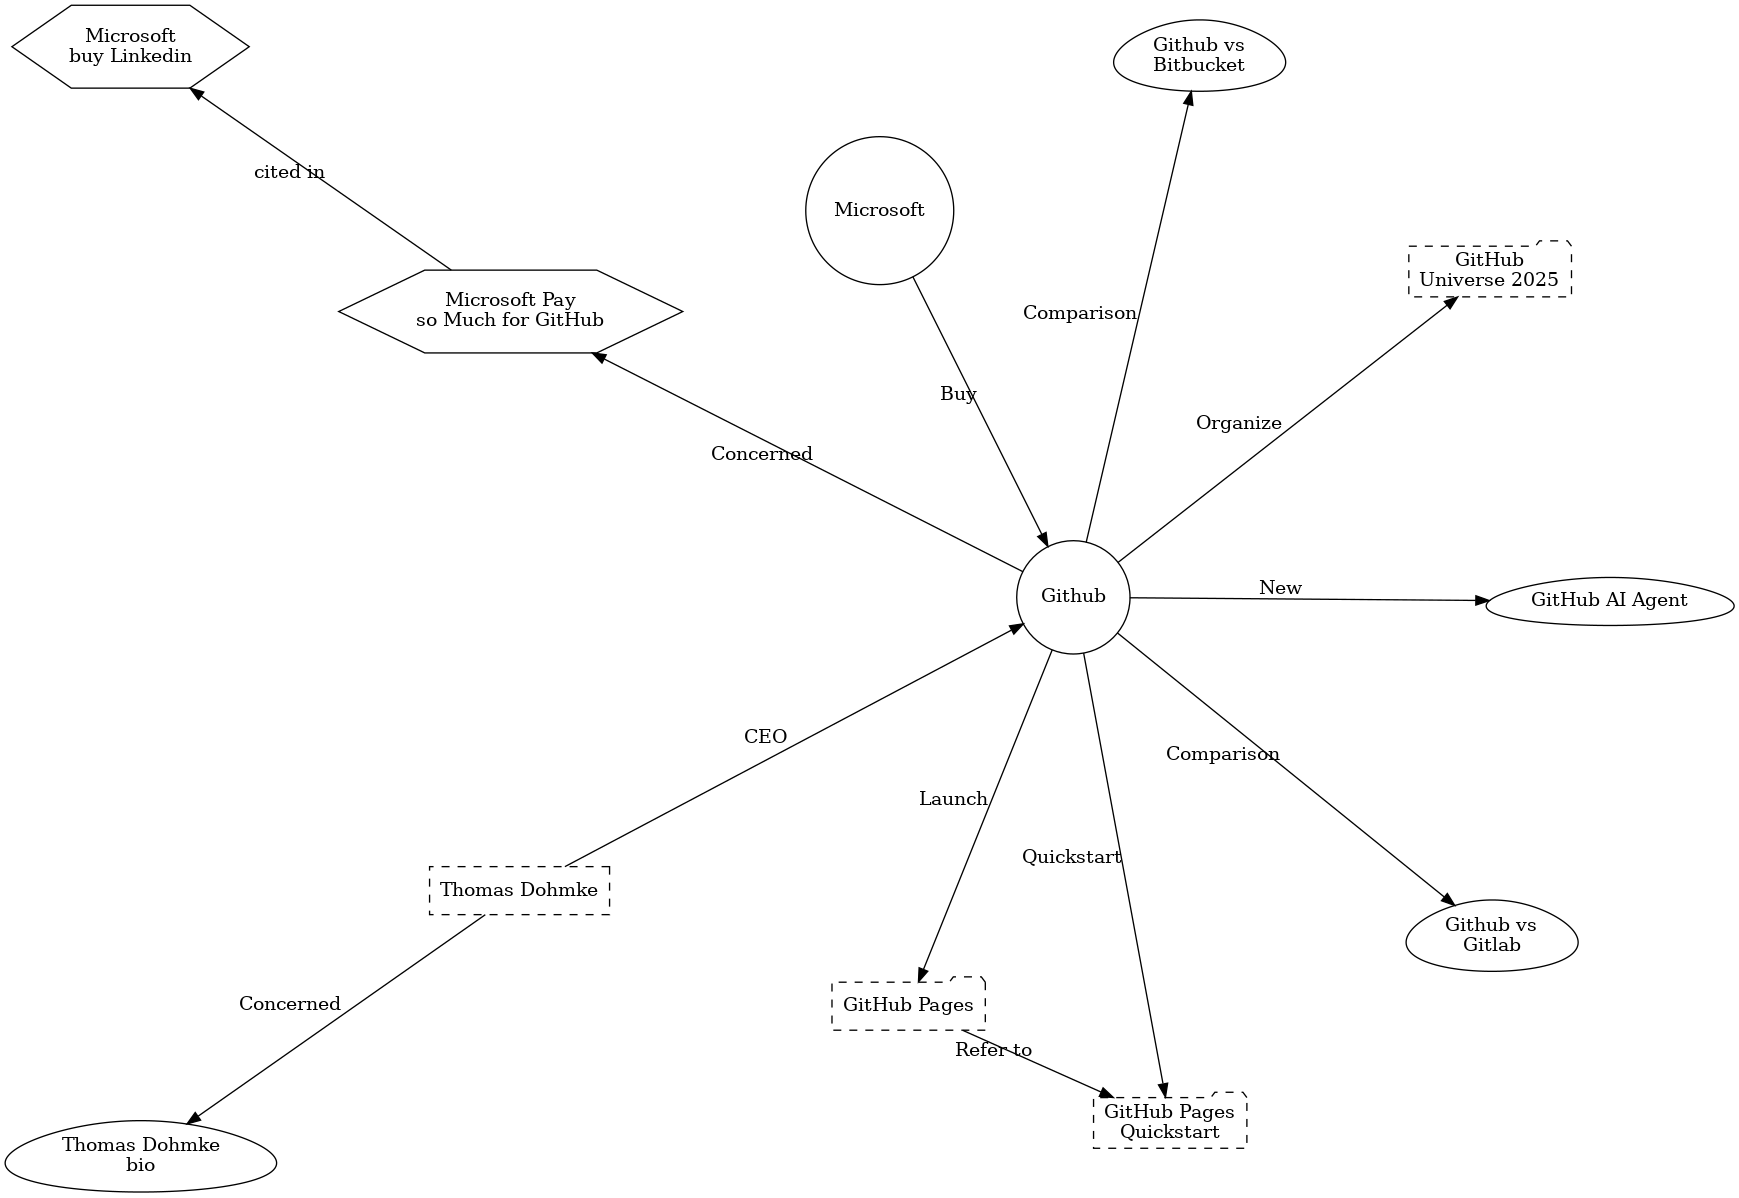 Microsoft
buy Linkedin
Github vs
Bitbucket
cited in
Microsoft
GitHub
Universe 2025
Microsoft Pay
so Much for GitHub
Comparison
Buy
Organize
Concerned
New
Github
GitHub AI Agent
CEO
Comparison
Launch
Quickstart
Thomas Dohmke
Github vs
Gitlab
Concerned
GitHub Pages
Refer to
GitHub Pages
Quickstart
Thomas Dohmke
bio